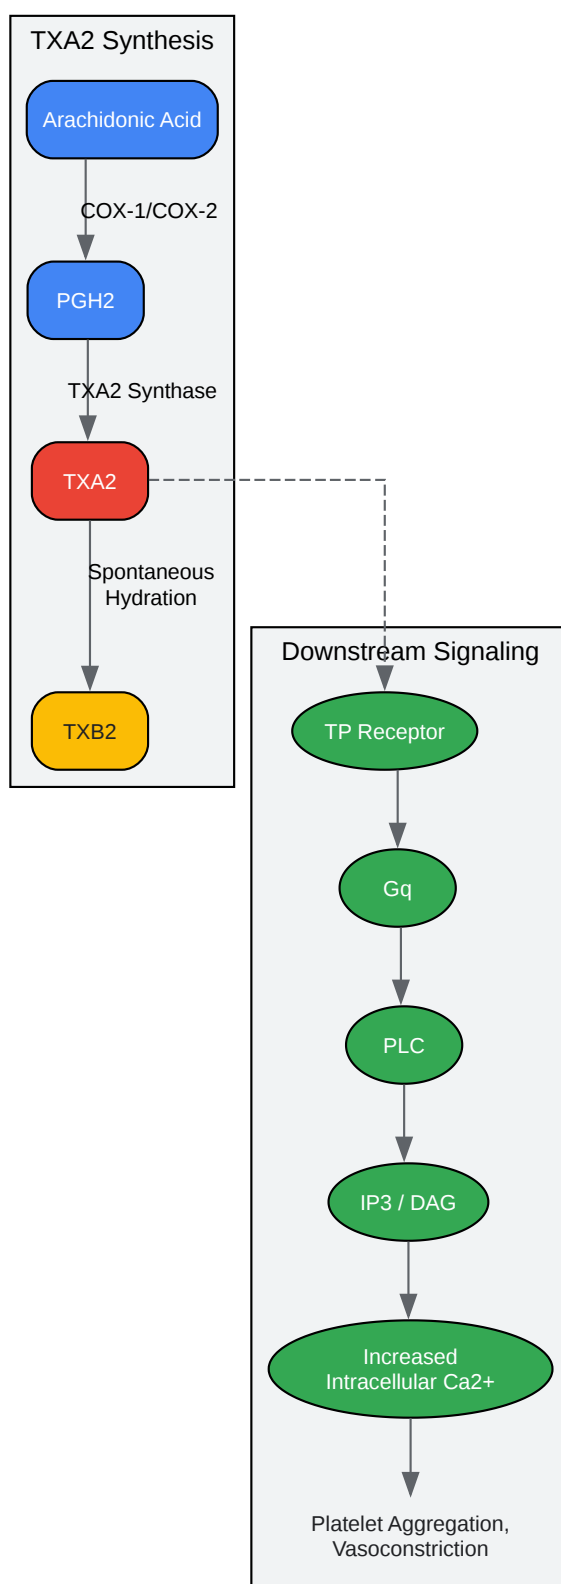 TXA2 Synthesis
Arachidonic Acid
COX-1/COX-2
PGH2
TXA2 Synthase
TXA2
Spontaneous
Hydration
TXB2
Downstream Signaling
TP Receptor
Gq
PLC
IP3 / DAG
Increased
Intracellular Ca2+
Platelet Aggregation,
Vasoconstriction